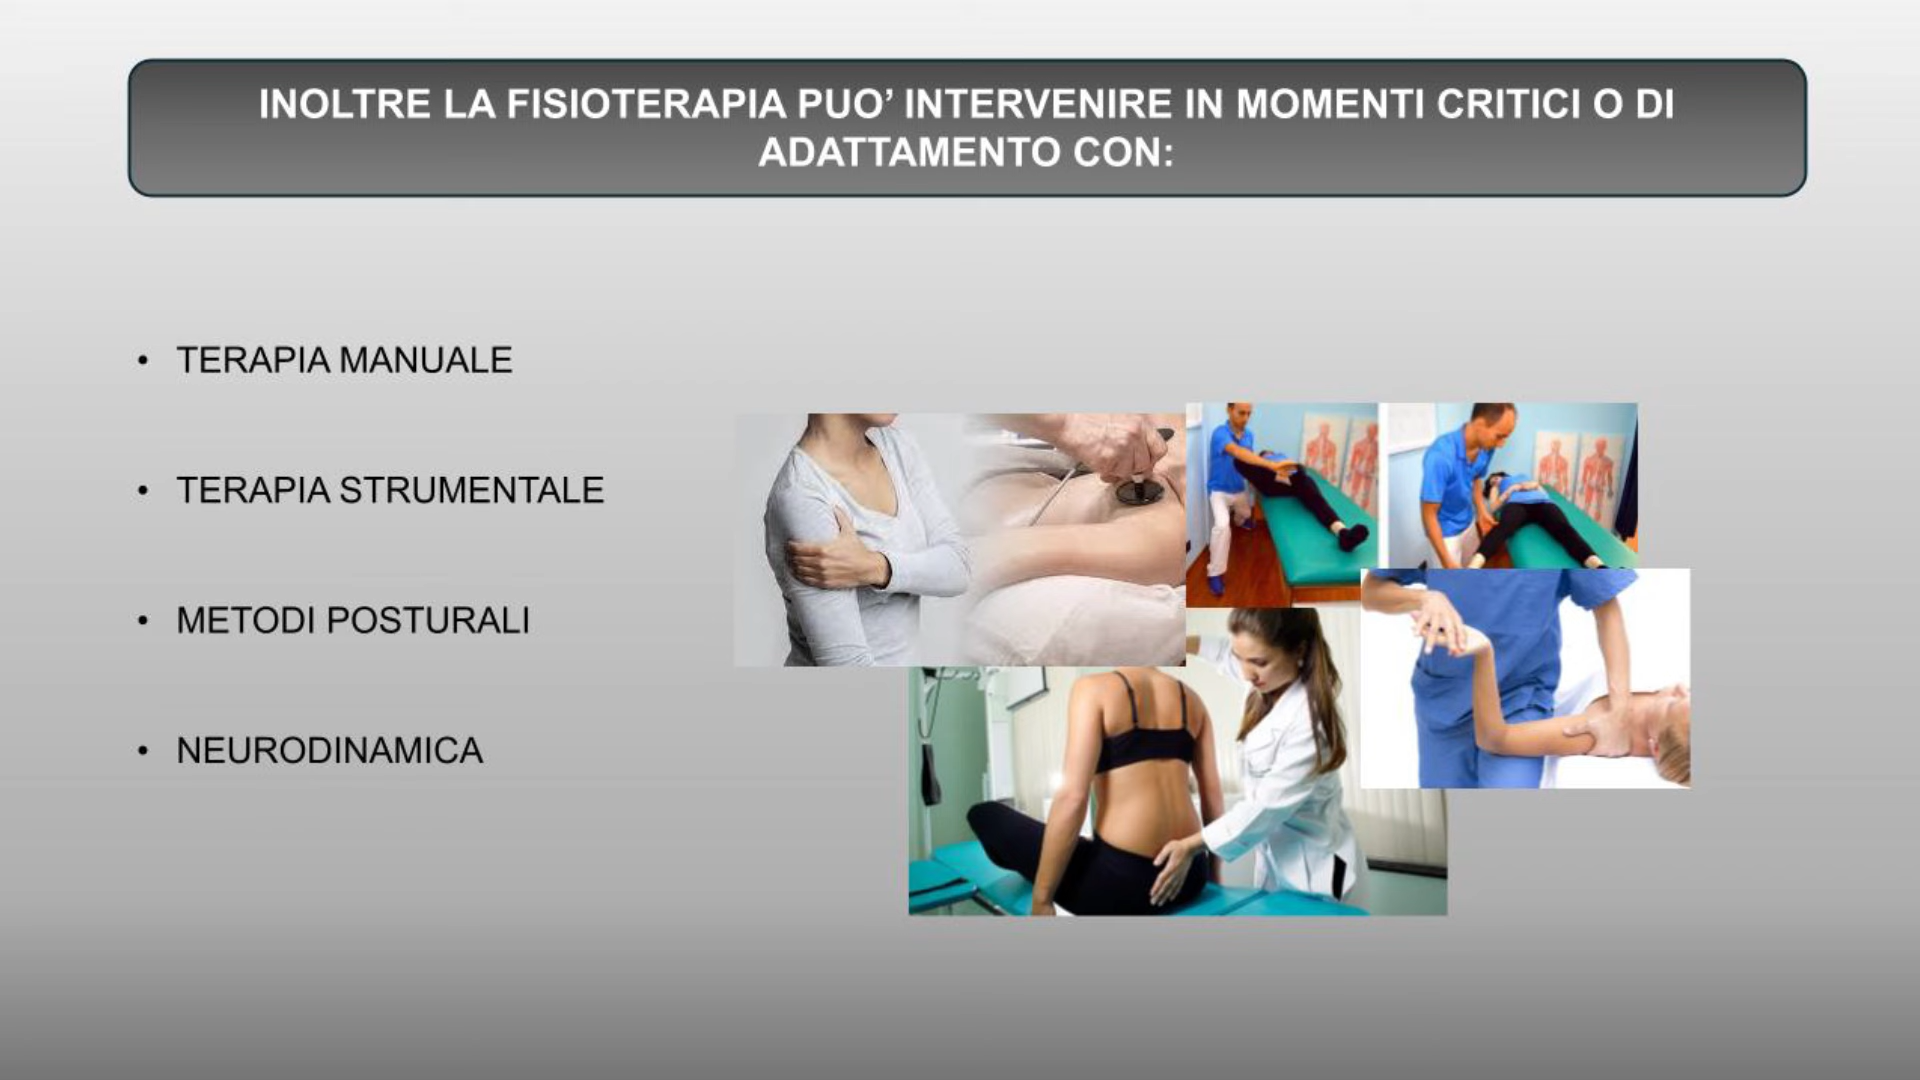 INOLTRE LA FISIOTERAPIA PUO’ INTERVENIRE IN MOMENTI CRITICI O DI
ADATTAMENTO CON:
• TERAPIA MANUALE
• TERAPIA STRUMENTALE
• METODI POSTURALI
• NEURODINAMICA